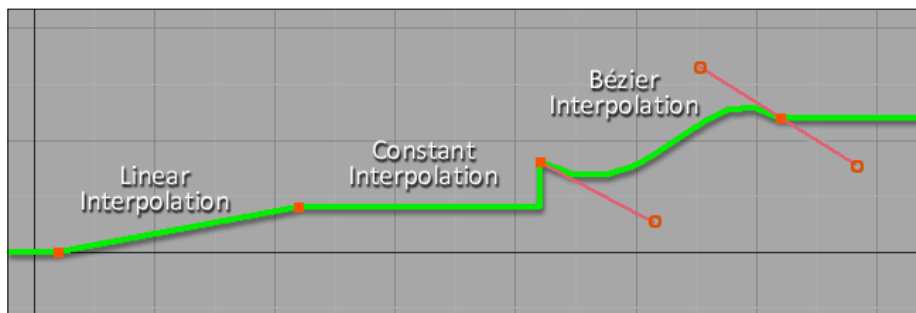 Linear
Interpolation
Constant
Interpolation
Bézier
Interpolation